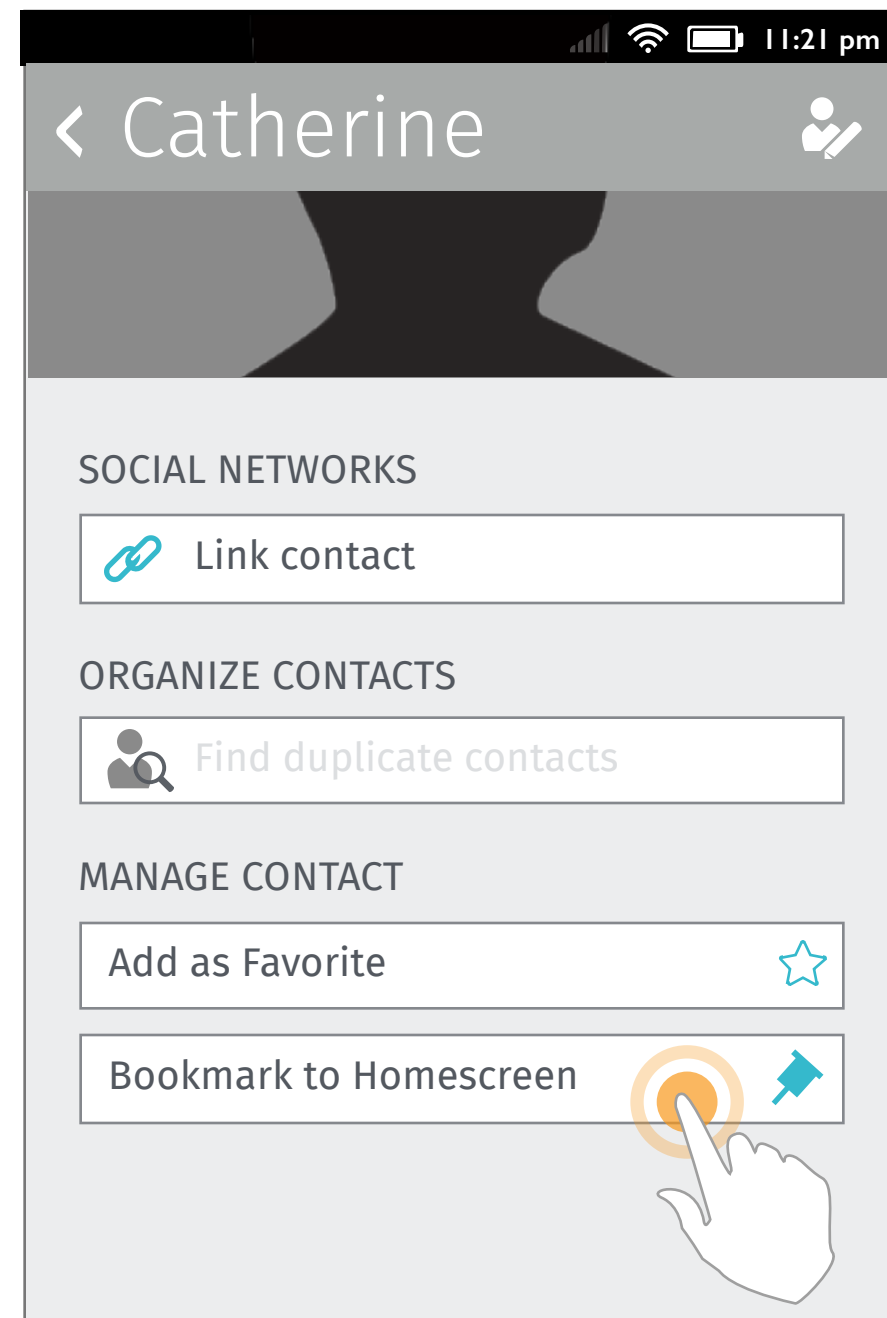 11:21 pm
Catherine
SOCIAL NETWORKS
Link contact
ORGANIZE CONTACTS
Find duplicate contacts
MANAGE CONTACT
Add as Favorite
Bookmark to Homescreen